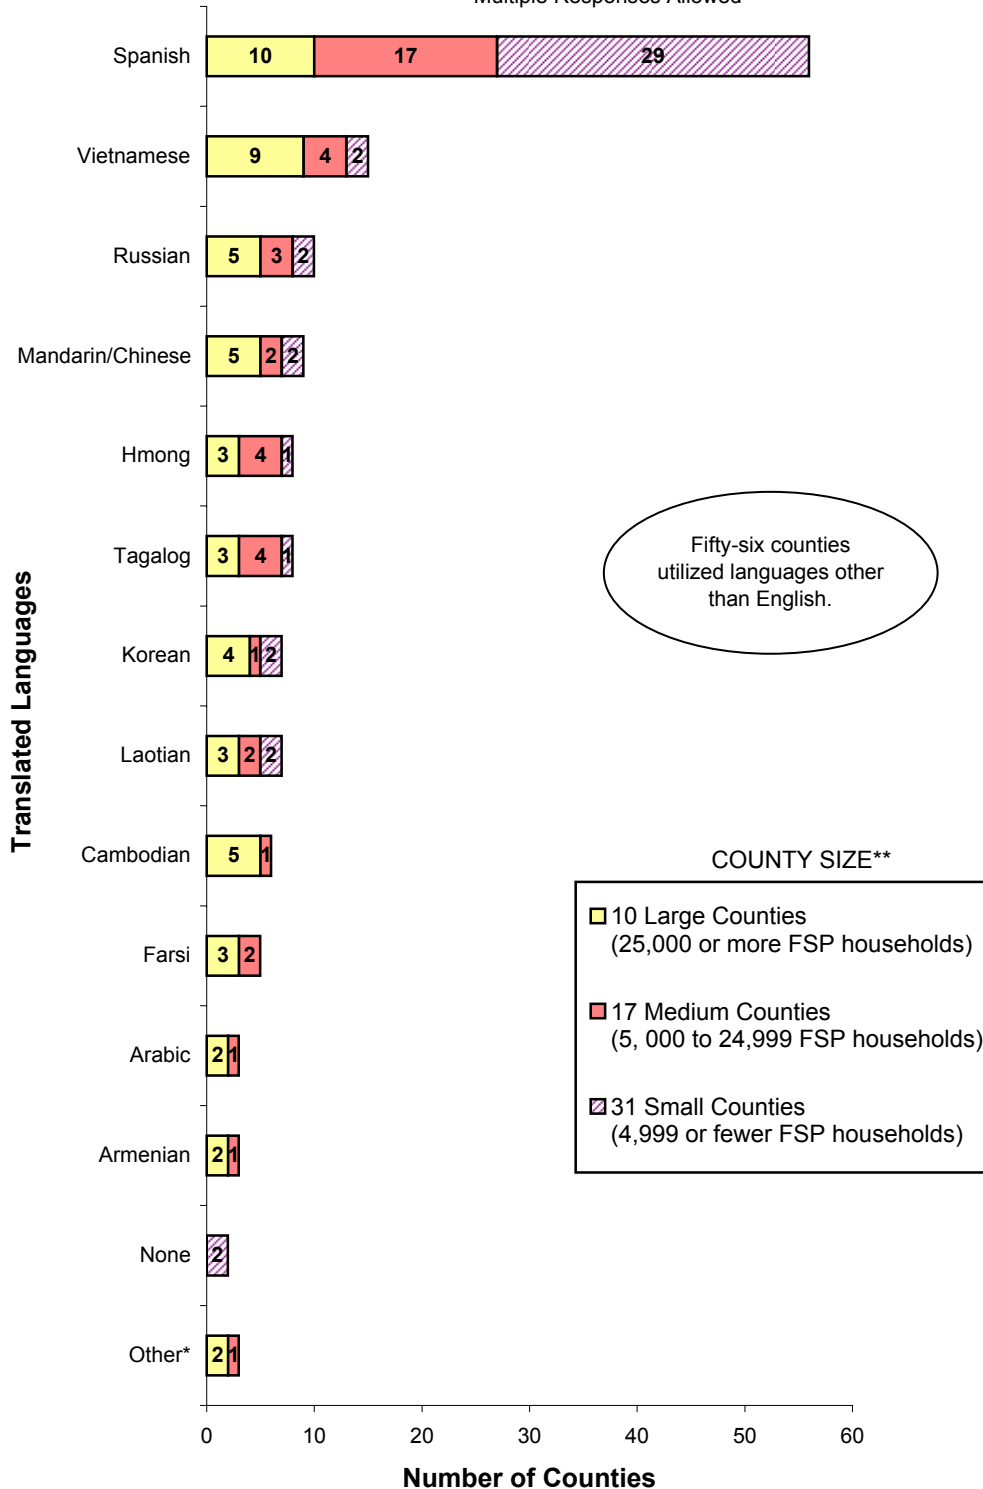 Multiple Responses Allowed
Spanish 10 17 29
Vietnamese 9 4 2
Russian 5 3 2
Mandarin/Chinese 5 2 2
Hmong 3 4 1
Tagalog 3 4 1
Fifty-six counties
utilized languages other
than English.
Korean 4 1 2
Laotian 3 2 2
Cambodian 5 1
Farsi 3 2
Arabic 2 1
Armenian 2 1
None 2
Other* 2 1
Translated Languages
COUNTY SIZE**
10 Large Counties
(25,000 or more FSP households)
17 Medium Counties
(5, 000 to 24,999 FSP households)
31 Small Counties
(4,999 or fewer FSP households)
0 10 20 30 40 50 60
Number of Counties